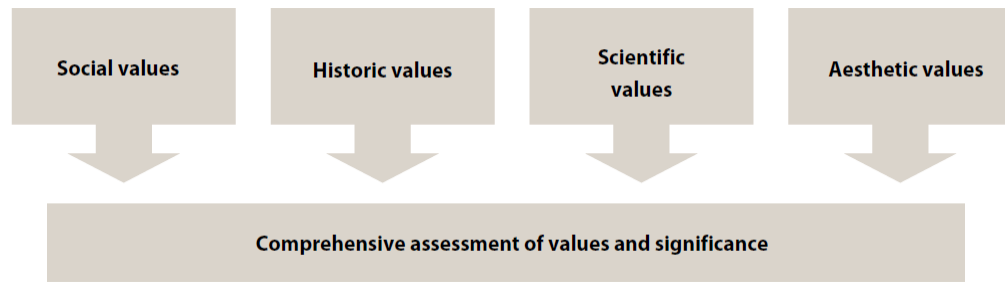 Social values
Historic values
Scientific
values
Aesthetic values
Comprehensive assessment of values and significance